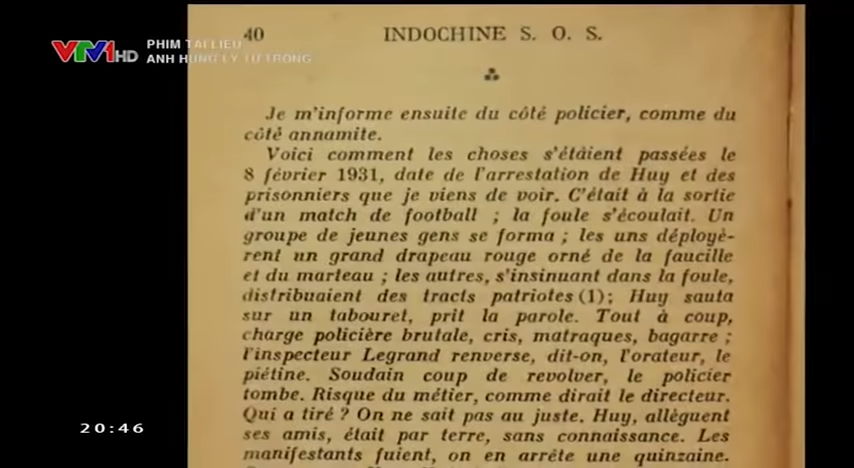 40 INDOCHINE S. O. S.
VTV1HD PHIM TÀI LIỆU
ANH HÙNG LÝ TỰ TRỌNG
Je m'informe ensuite du côté policier, comme du
côté annamite.
Voici comment les choses s'étaient passées le
8 février 1931, date de l'arrestation de Huy et des
prisonniers que je viens de voir. C'était à la sortie
d'un match de football ; la foule s'écoulait. Un
groupe de jeunes gens se forma ; les uns déployè-
rent un grand drapeau rouge orné de la faucille
et du marteau ; les autres, s'insinuant dans la foule,
distribuaient des tracts patriotes (1); Huy sauta
sur un tabouret, prit la parole. Tout à coup,
charge policière brutale, cris, matraques, bagarre ;
l'inspecteur Legrand renverse, dit-on, l'orateur, le
piétine. Soudain coup de revolver, le policier
tombe. Risque du métier, comme dirait le directeur.
Qui a tiré ? On ne sait pas au juste. Huy, allèguent
ses amis, était par terre, sans connaissance. Les
manifestants fuient, on en arrête une quinzaine.
20:46